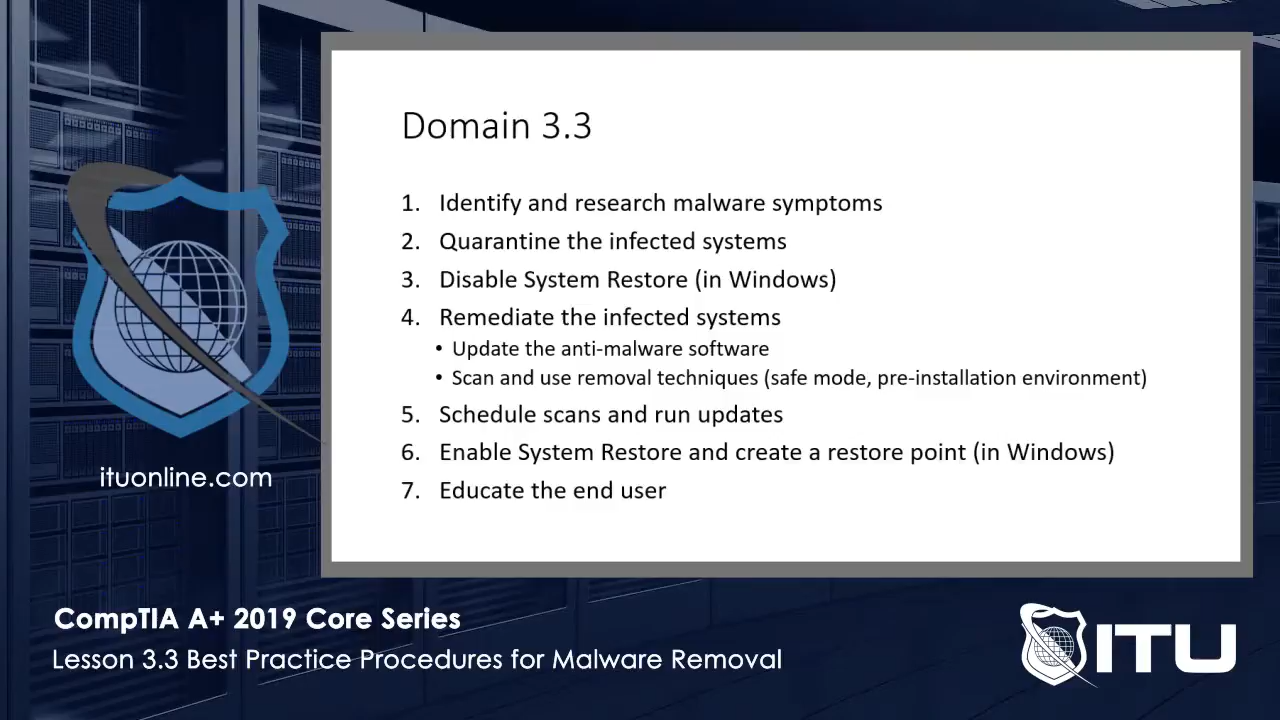 Domain 3.3
1. Identify and research malware symptoms
2. Quarantine the infected systems
3. Disable System Restore (in Windows)
4. Remediate the infected systems
• Update the anti-malware software
• Scan and use removal techniques (safe mode, pre-installation environment)
5. Schedule scans and run updates
6. Enable System Restore and create a restore point (in Windows)
7. Educate the end user
ituonline.com
CompTIA A+ 2019 Core Series
Lesson 3.3 Best Practice Procedures for Malware Removal
ITU